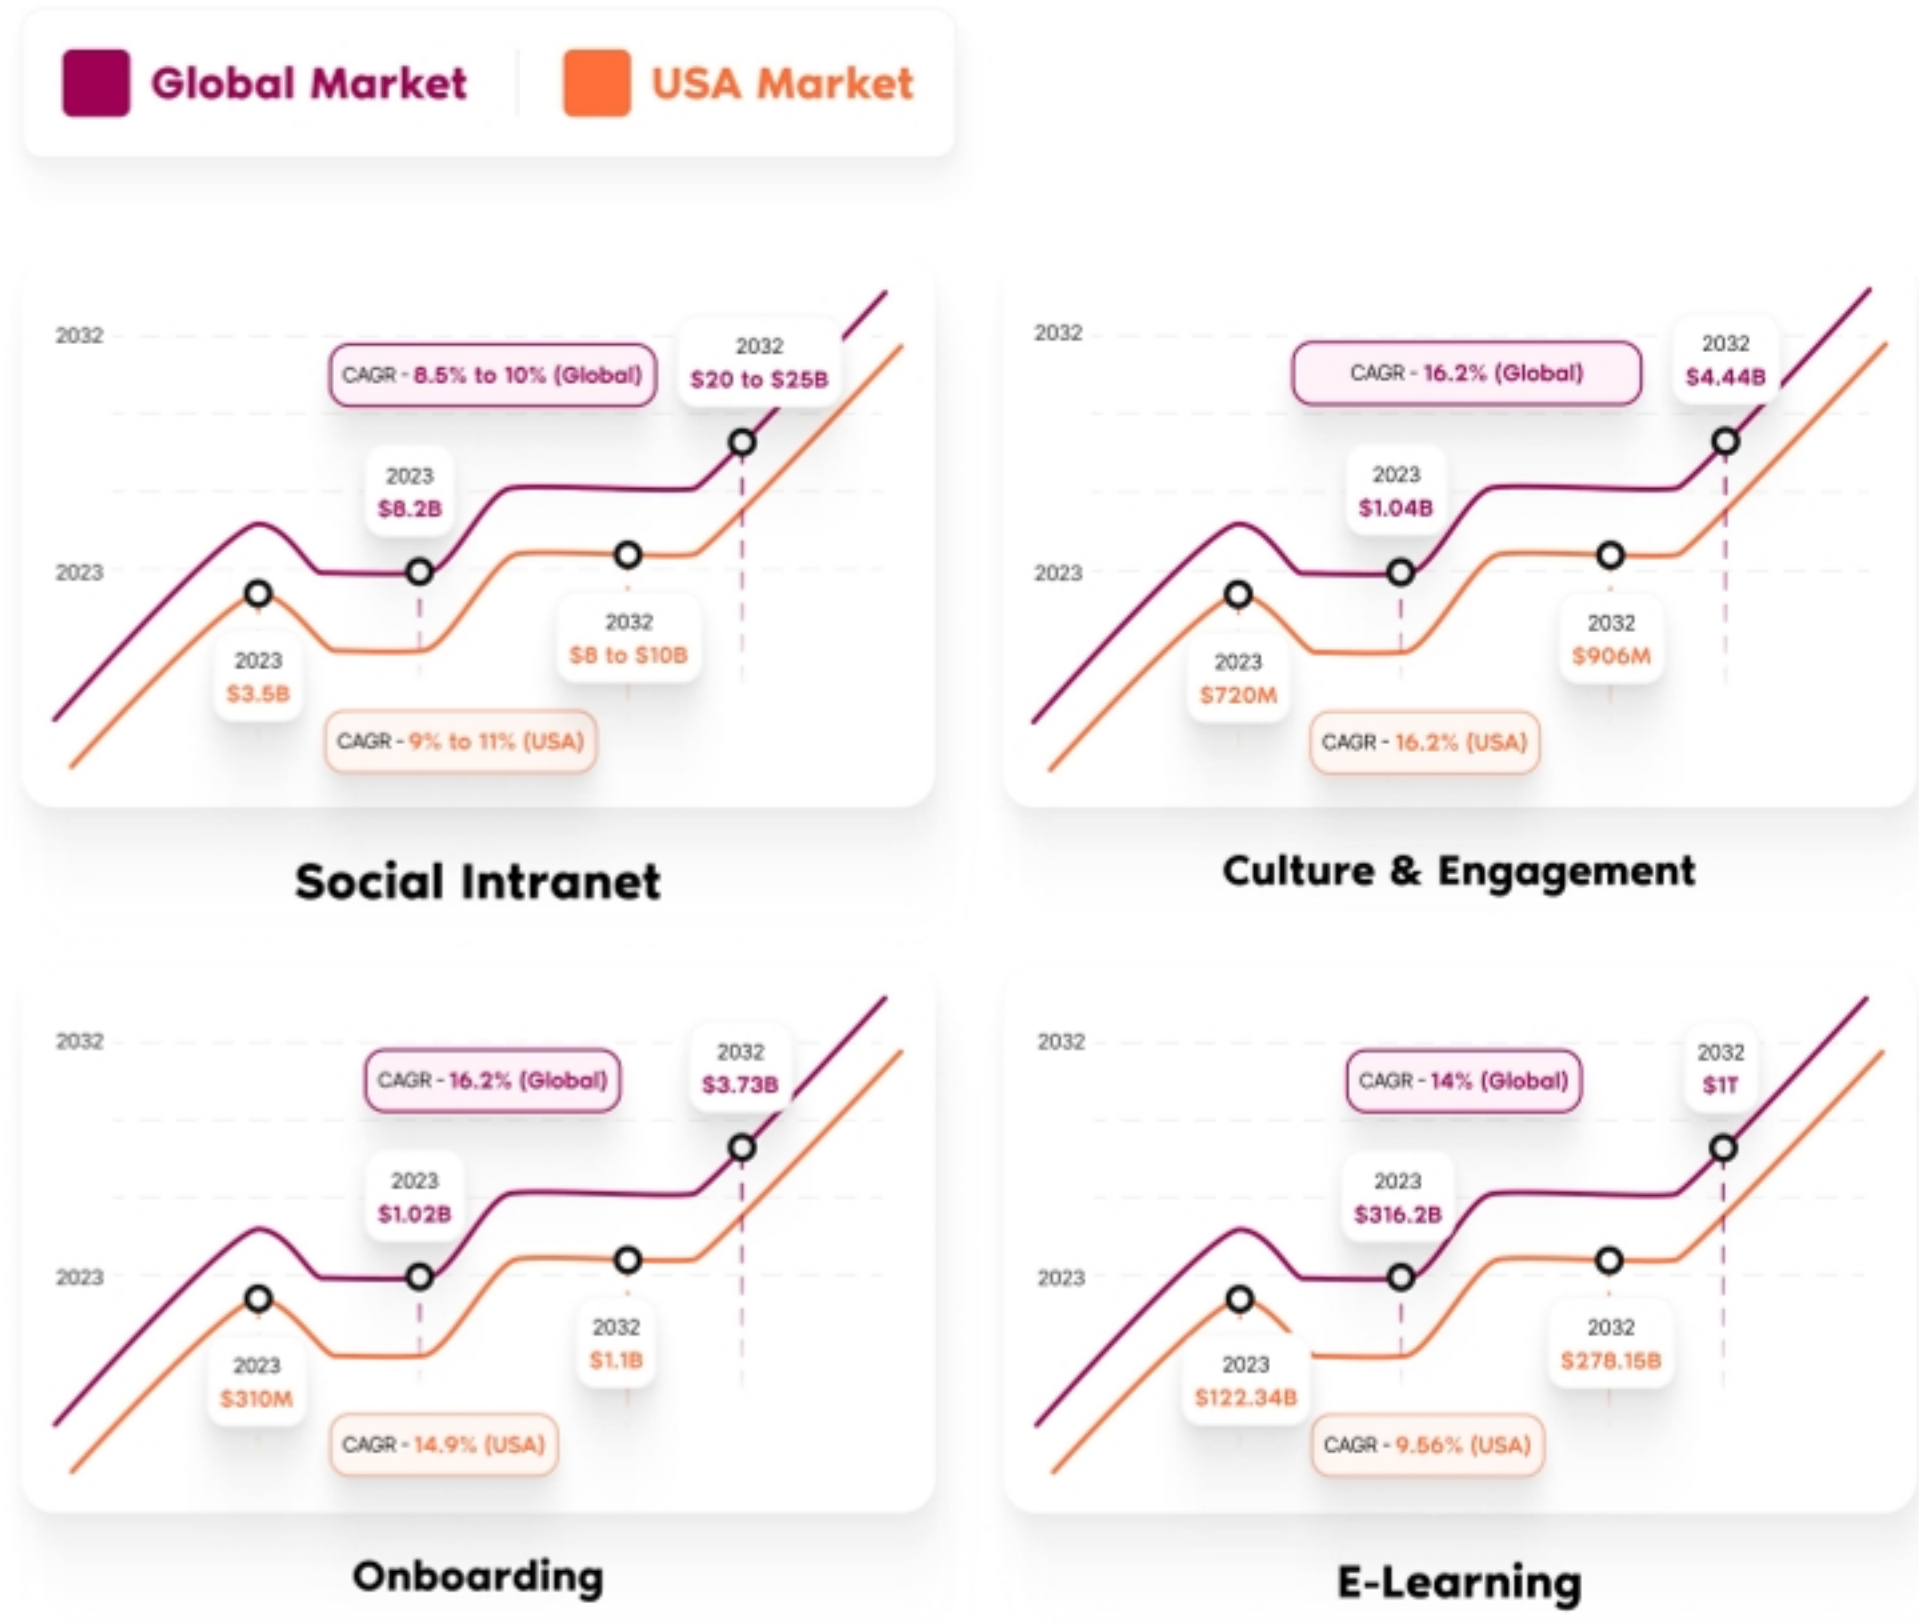 Global Market
USA Market
2032
CAGR - 8.5% to 10% (Global)
2032
$20 to $25B
2023
$8.2B
2023
2032
$8 to $10B
2023
$3.5B
CAGR - 9% to 11% (USA)
Social Intranet
2032
CAGR - 16.2% (Global)
2032
$4.44B
2023
$1.04B
2023
2032
$906M
2023
$720M
CAGR - 16.2% (USA)
Culture & Engagement
2032
CAGR - 16.2% (Global)
2032
$3.73B
2023
$1.02B
2023
2032
$1.1B
2023
$310M
CAGR - 14.9% (USA)
Onboarding
2032
CAGR - 14% (Global)
2032
$1T
2023
$316.2B
2023
2032
$278.15B
2023
$122.34B
CAGR - 9.56% (USA)
E-Learning